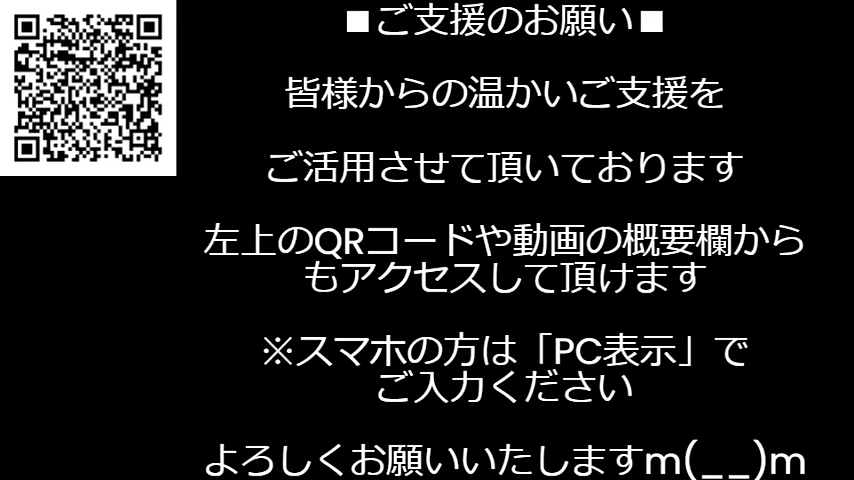 ■ご支援のお願い■
皆様からの温かいご支援を
ご活用させて頂いております
左上のQRコードや動画の概要欄から
もアクセスして頂けます
※スマホの方は「PC表示」で
ご入力ください
よろしくお願いいたしますm(__)m